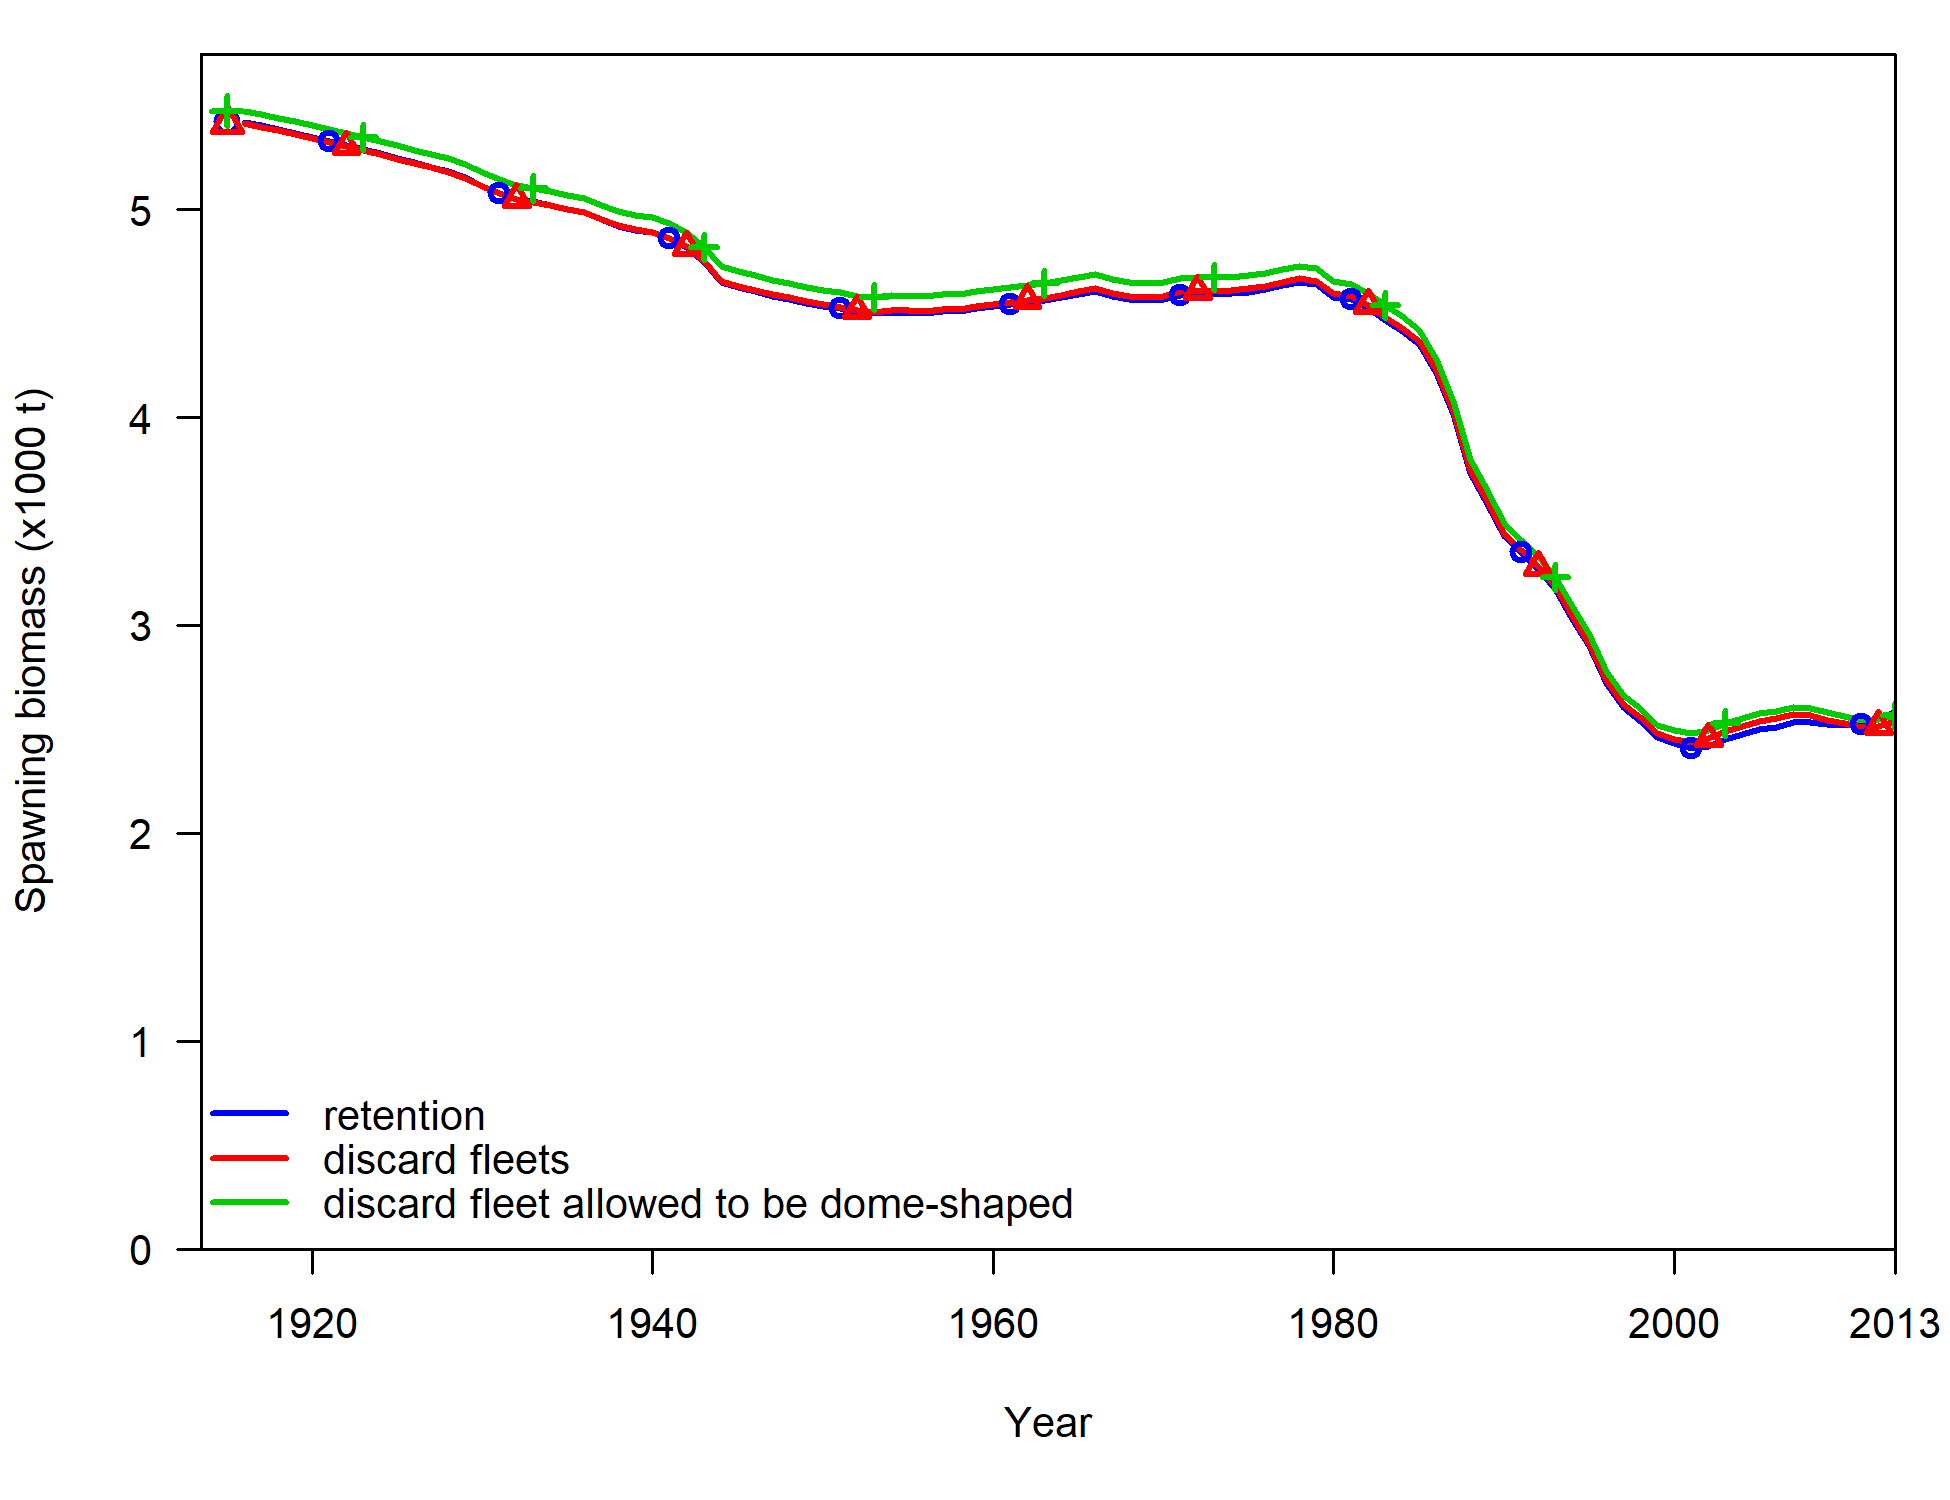 Spawning biomass (x1000 t)
5
4
3
2
1
0
retention
discard fleets
discard fleet allowed to be dome-shaped
1920 1940 1960 1980 2000 2013
Year